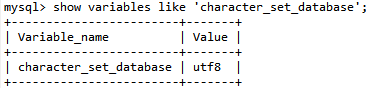 mysql> show variables like 'character_set_database';
+------------------------+-------+
| Variable_name          | Value |
+------------------------+-------+
| character_set_database | utf8  |
+------------------------+-------+